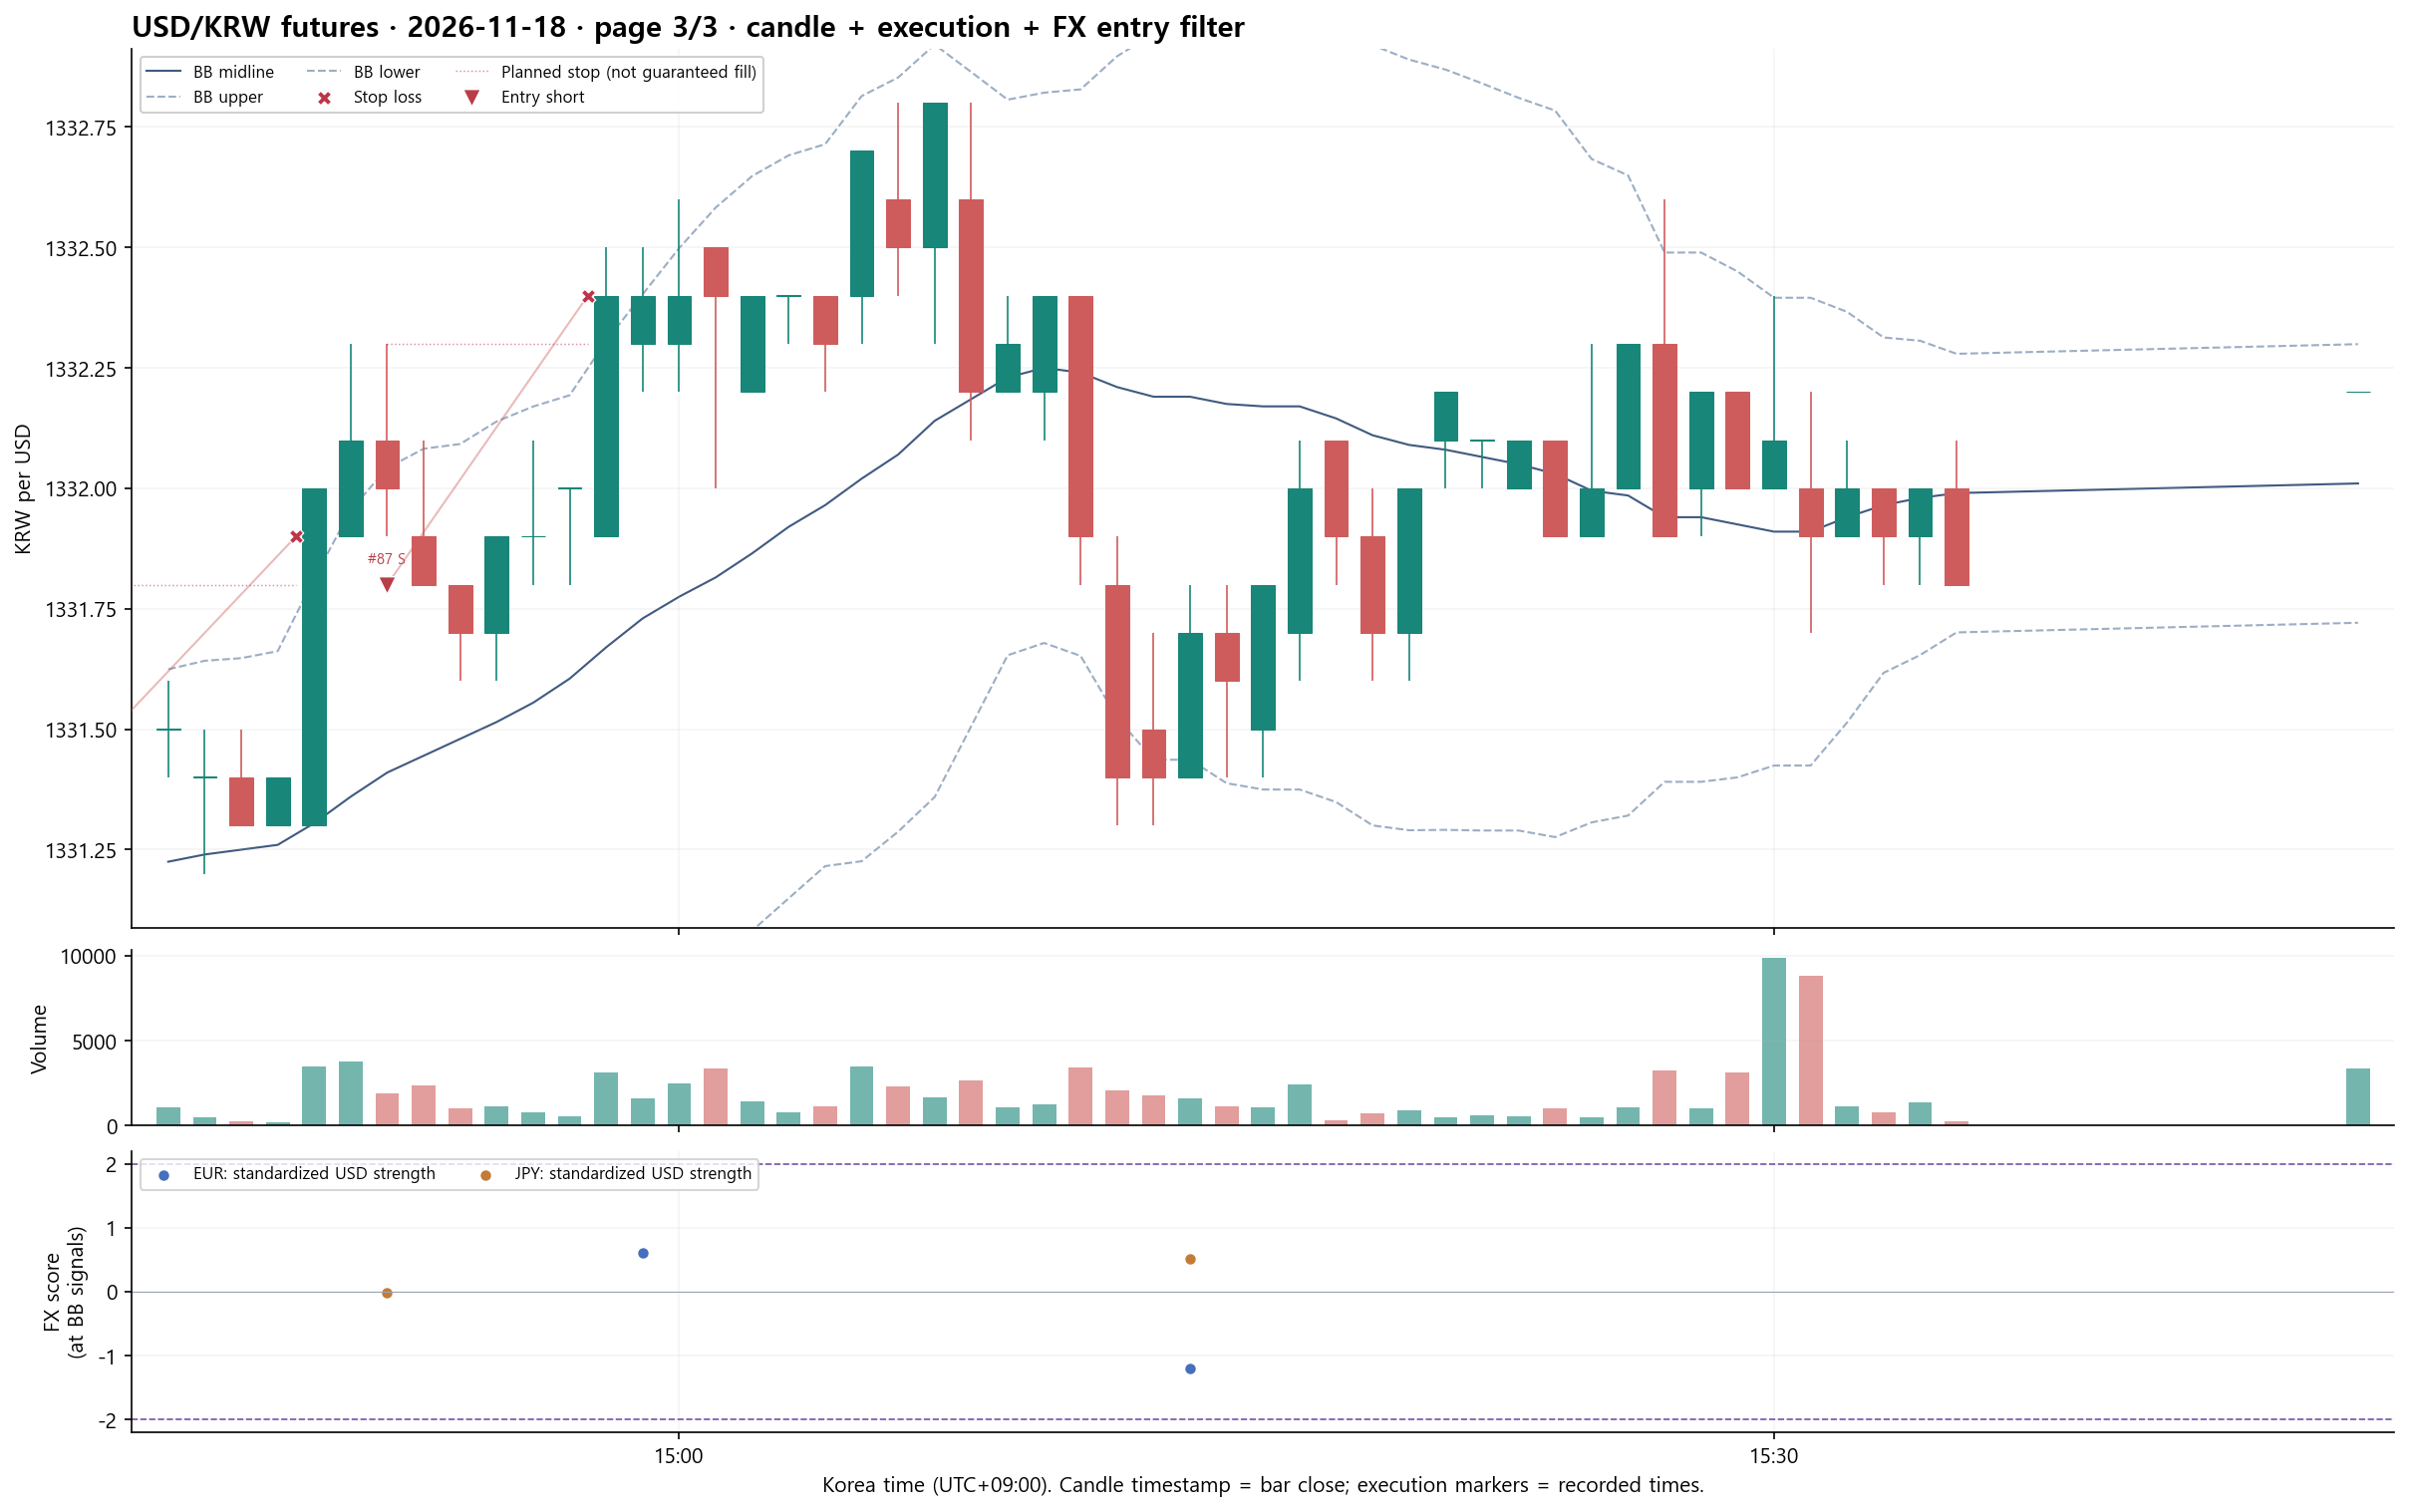 USD/KRW futures · 2026-11-18 · page 3/3 · candle + execution + FX entry filter
BB midline
BB upper
BB lower
Stop loss
Planned stop (not guaranteed fill)
Entry short
KRW per USD
1332.75
1332.50
1332.25
1332.00
1331.75
1331.50
1331.25
#87 S
Volume
10000
5000
0
EUR: standardized USD strength
JPY: standardized USD strength
FX score
(at BB signals)
2
1
0
-1
-2
15:00
15:30
Korea time (UTC+09:00). Candle timestamp = bar close; execution markers = recorded times.